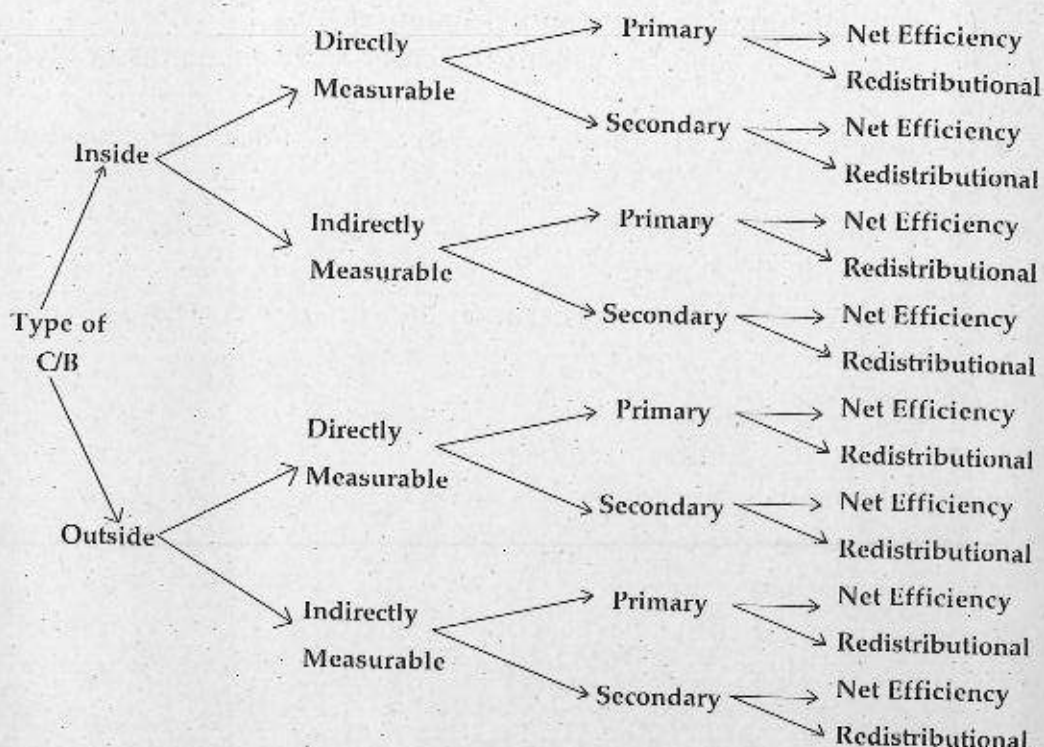 Directly
Measurable
Primary
Net Efficiency
Redistributional
Secondary
Net Efficiency
Redistributional
Inside
Indirectly
Measurable
Primary
Net Efficiency
Redistributional
Secondary
Net Efficiency
Redistributional
Type of
C/B
Directly
Measurable
Primary
Net Efficiency
Redistributional
Secondary
Net Efficiency
Redistributional
Outside
Indirectly
Measurable
Primary
Net Efficiency
Redistributional
Secondary
Net Efficiency
Redistributional